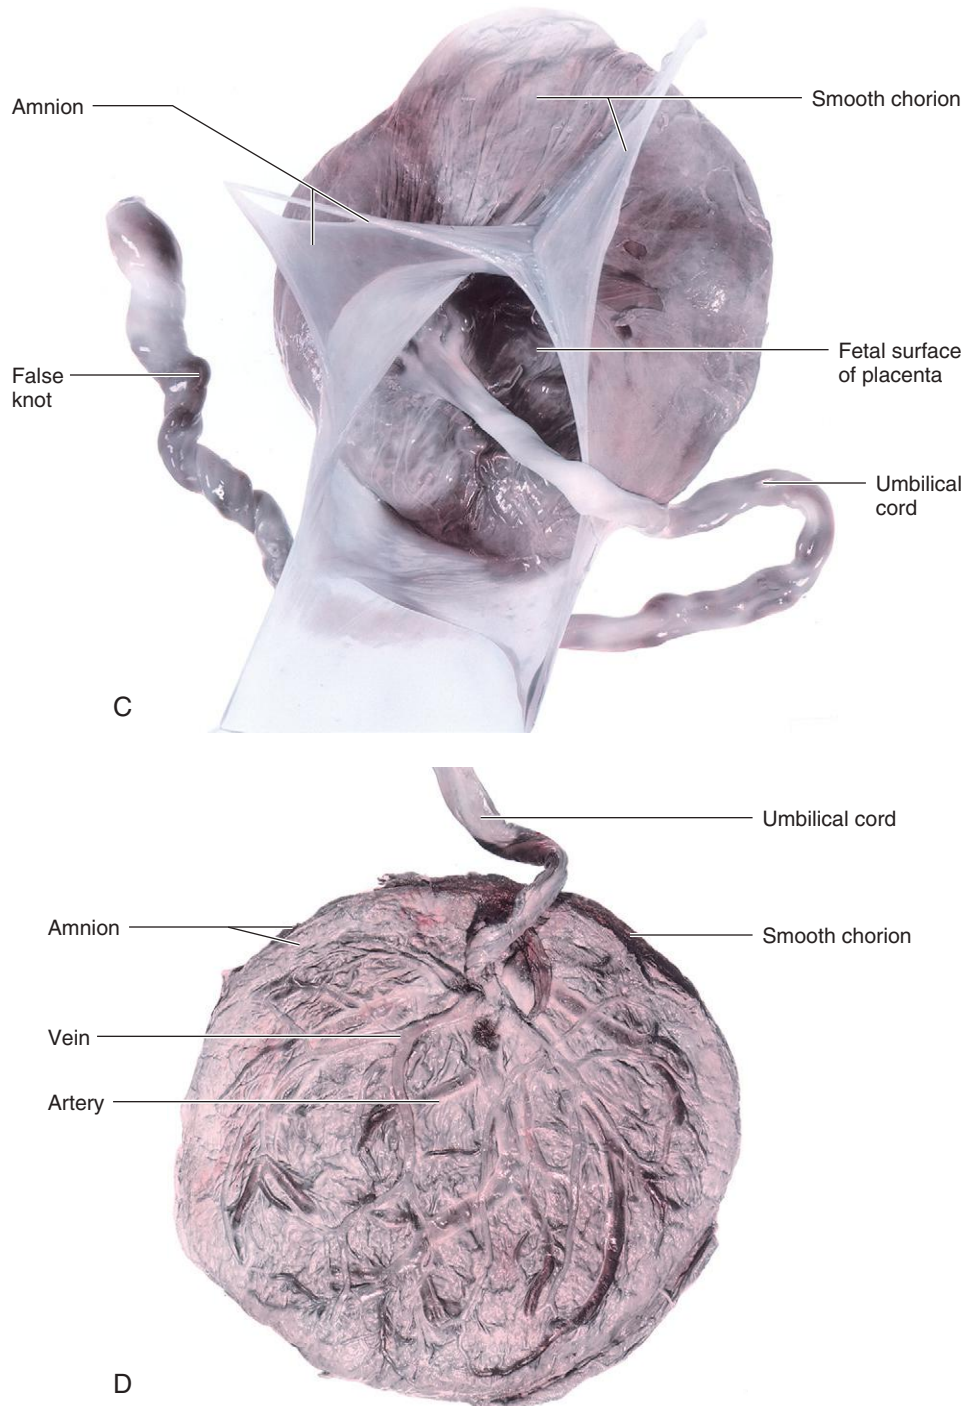 Amnion
Smooth chorion
False
knot
Fetal surface
of placenta
Umbilical
cord
C
Umbilical cord
Amnion
Smooth chorion
Vein
Artery
D